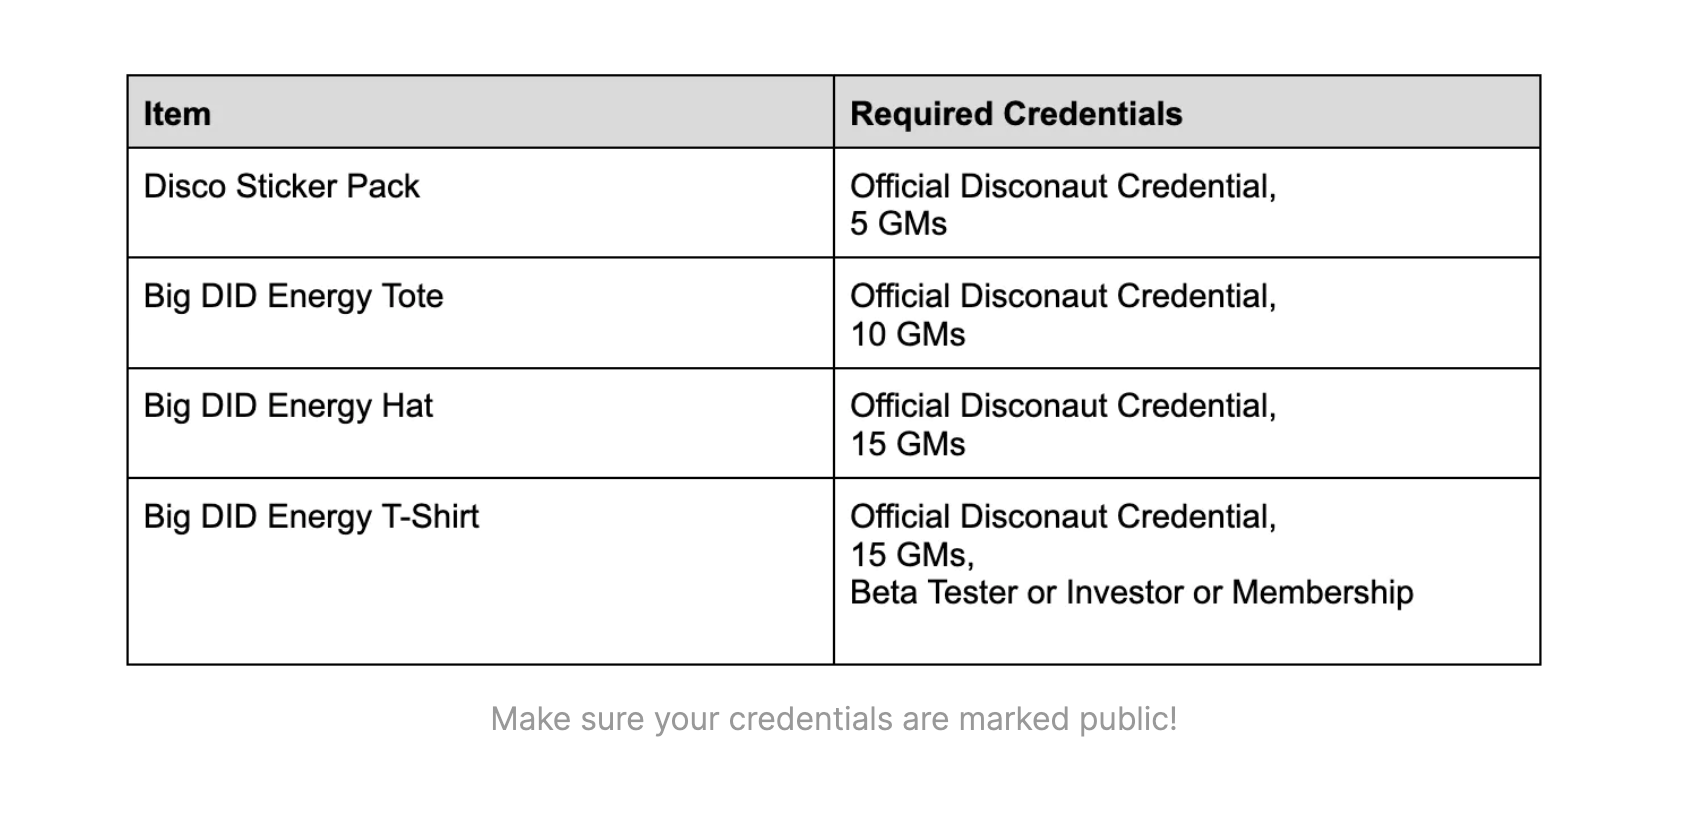 Item
Required Credentials
Disco Sticker Pack
Official Disconaut Credential,
5 GMs
Big DID Energy Tote
Official Disconaut Credential,
10 GMs
Big DID Energy Hat
Official Disconaut Credential,
15 GMs
Big DID Energy T-Shirt
Official Disconaut Credential,
15 GMs,
Beta Tester or Investor or Membership
Make sure your credentials are marked public!